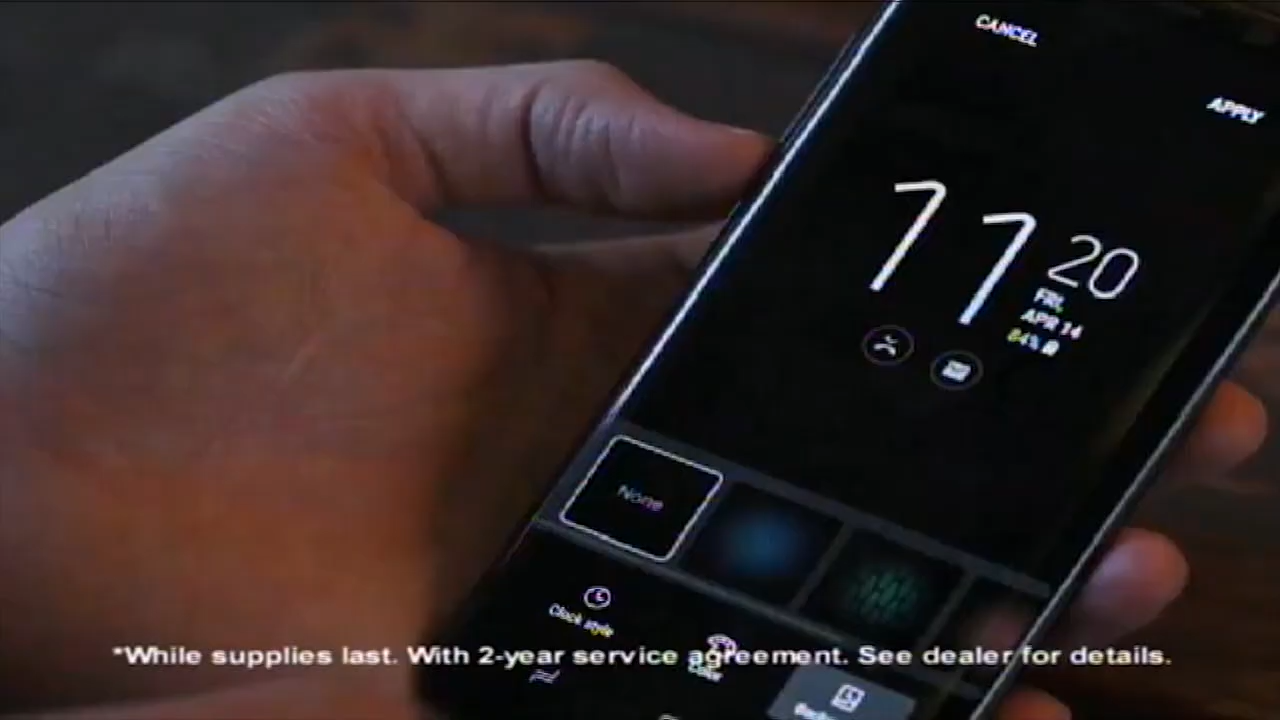 CANCEL
APPLY
11 20
FRI,
APR 14
84%
None
Clock style
Color
*While supplies last. With 2-year service agreement. See dealer for details.